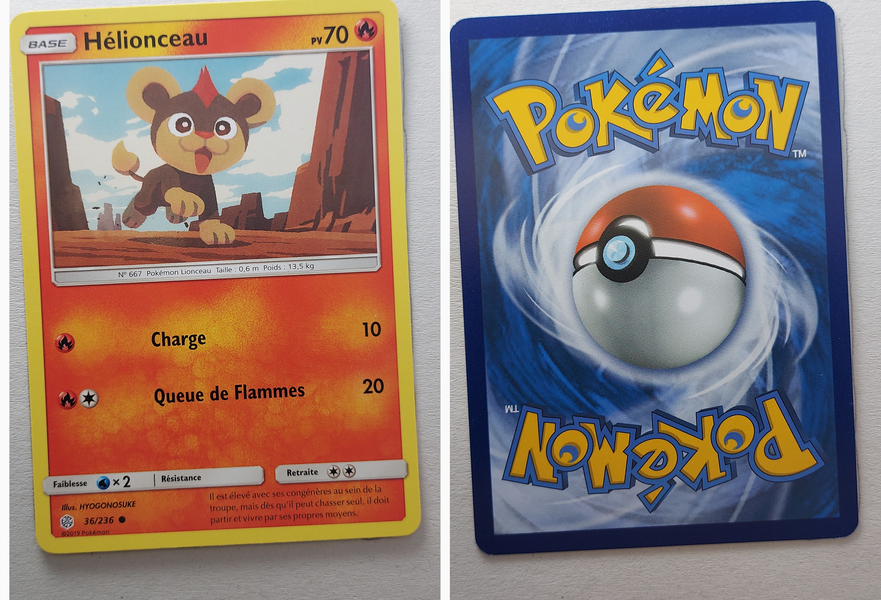 BASE Hélionceau PV70
N° 667 Pokémon Lionceau Taille : 0,6 m Poids : 13,5 kg
Charge 10
Queue de Flammes 20
Faiblesse ×2 Résistance Retraite
Illus. HYOGONOSUKE
36/236
©2019 Pokémon
Il est élevé avec ses congénères au sein de la
troupe, mais dès qu'il peut chasser seul, il doit
partir et vivre par ses propres moyens.
POKéMON
TM
TM
POKéMON